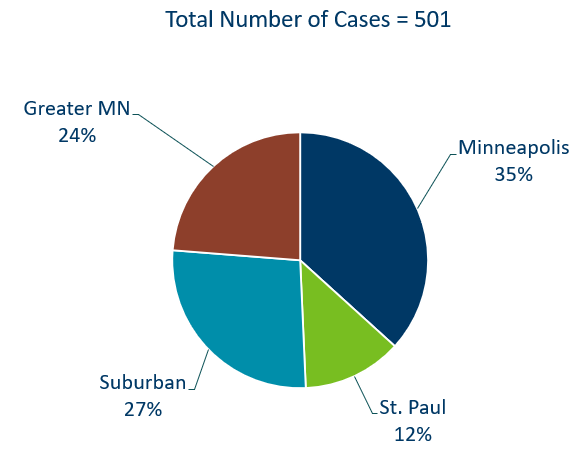 Total Number of Cases = 501
Greater MN
24%
Minneapolis
35%
Suburban
27%
St. Paul
12%